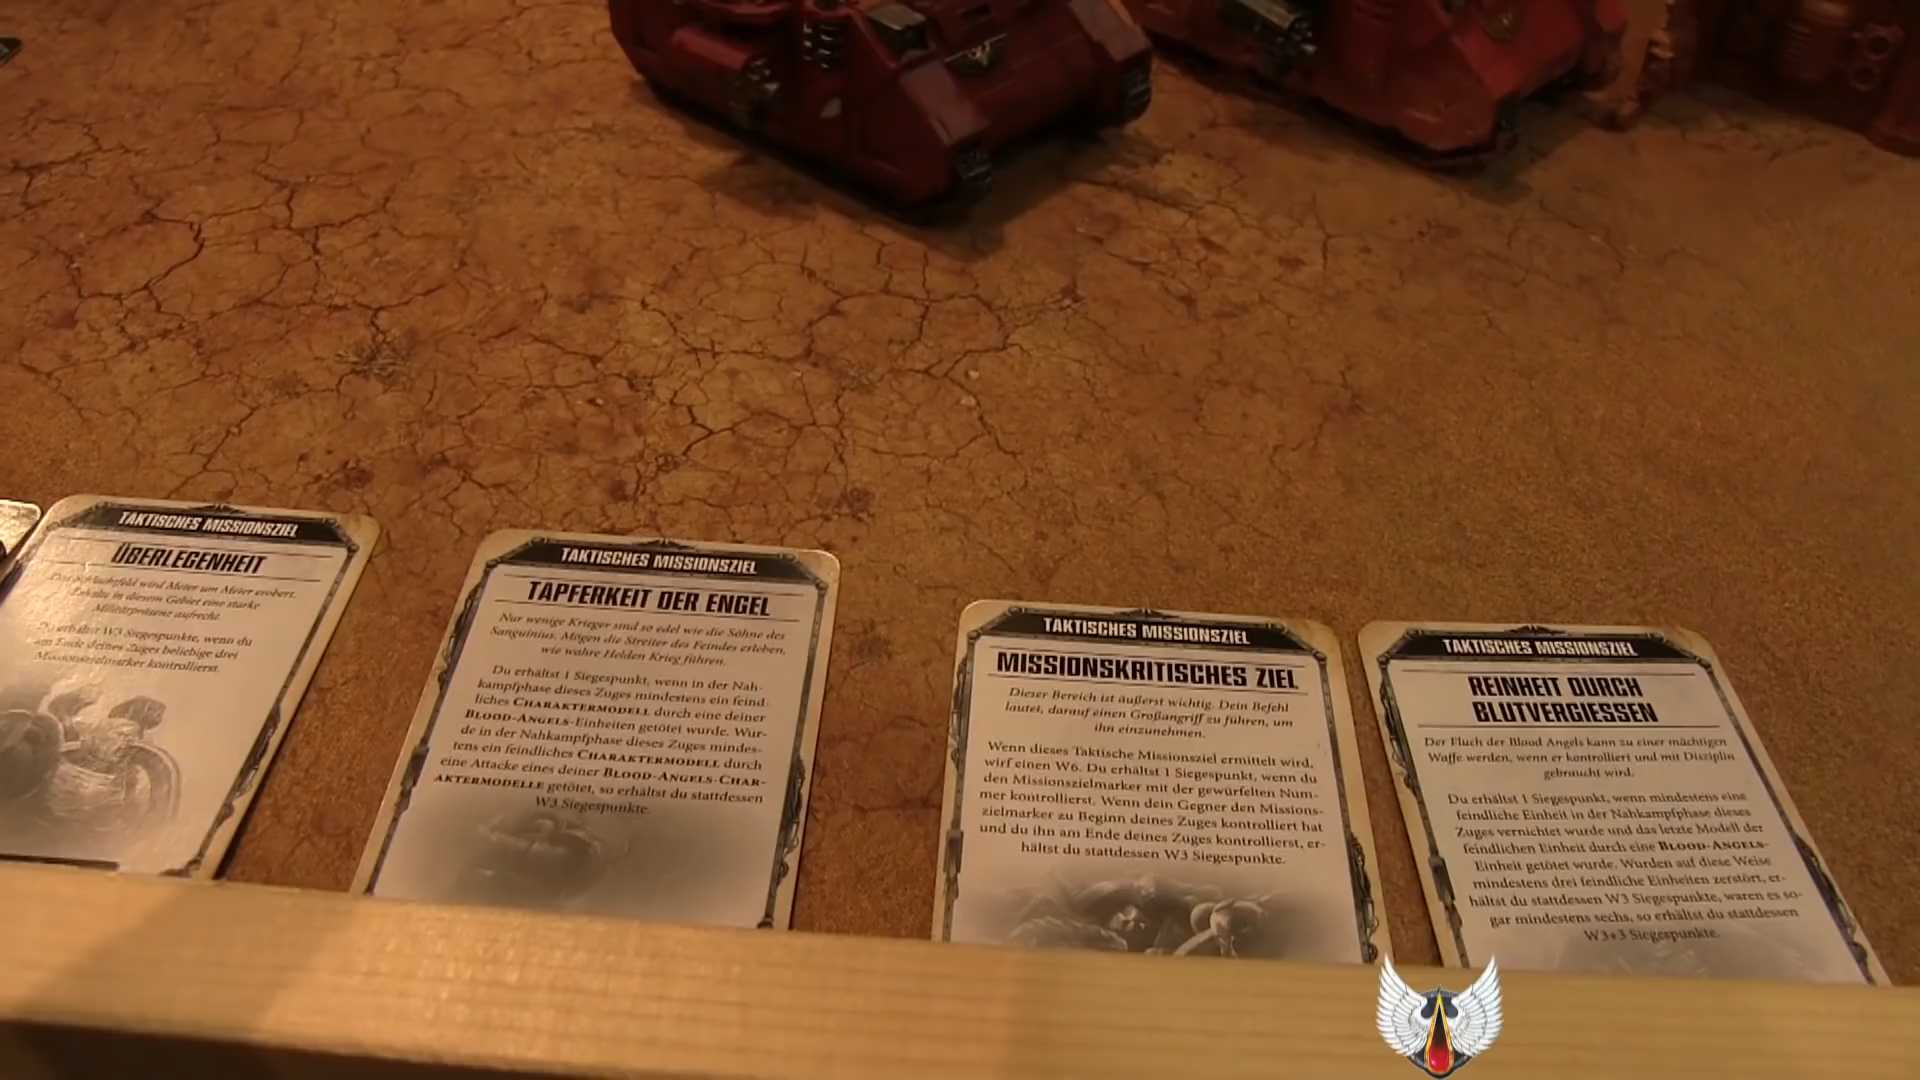 TAKTISCHES MISSIONSZIEL
ÜBERLEGENHEIT
Das Schlachtfeld wird Meter um Meter erobert.
Erhalte in diesem Gebiet eine starke
Militärpräsenz aufrecht.
Du erhältst W3 Siegespunkte, wenn du
am Ende deines Zuges beliebige drei
Missionszielmarker kontrollierst.
TAKTISCHES MISSIONSZIEL
TAPFERKEIT DER ENGEL
Nur wenige Krieger sind so edel wie die Söhne des
Sanguinius. Mögen die Streiter des Feindes erleben,
wie wahre Helden Krieg führen.
Du erhältst 1 Siegespunkt, wenn in der Nah-
kampfphase dieses Zuges mindestens ein feind-
liches CHARAKTERMODELL durch eine deiner
BLOOD-ANGELS-Einheiten getötet wurde. Wur-
de in der Nahkampfphase dieses Zuges mindes-
tens ein feindliches CHARAKTERMODELL durch
eine Attacke eines deiner BLOOD-ANGELS-CHAR-
AKTERMODELLE getötet, so erhältst du stattdessen
W3 Siegespunkte.
TAKTISCHES MISSIONSZIEL
MISSIONSKRITISCHES ZIEL
Dieser Bereich ist äußerst wichtig. Dein Befehl
lautet, darauf einen Großangriff zu führen, um
ihn einzunehmen.
Wenn dieses Taktische Missionsziel ermittelt wird,
wirf einen W6. Du erhältst 1 Siegespunkt, wenn du
den Missionszielmarker mit der gewürfelten Num-
mer kontrollierst. Wenn dein Gegner den Missions-
zielmarker zu Beginn deines Zuges kontrolliert hat
und du ihn am Ende deines Zuges kontrollierst, er-
hältst du stattdessen W3 Siegespunkte.
TAKTISCHES MISSIONSZIEL
REINHEIT DURCH
BLUTVERGIESSEN
Der Fluch der Blood Angels kann zu einer mächtigen
Waffe werden, wenn er kontrolliert und mit Disziplin
gebraucht wird.
Du erhältst 1 Siegespunkt, wenn mindestens eine
feindliche Einheit in der Nahkampfphase dieses
Zuges vernichtet wurde und das letzte Modell der
feindlichen Einheit durch eine BLOOD-ANGELS-
Einheit getötet wurde. Wurden auf diese Weise
mindestens drei feindliche Einheiten zerstört, er-
hältst du stattdessen W3 Siegespunkte, waren es so-
gar mindestens sechs, so erhältst du stattdessen
W3+3 Siegespunkte.